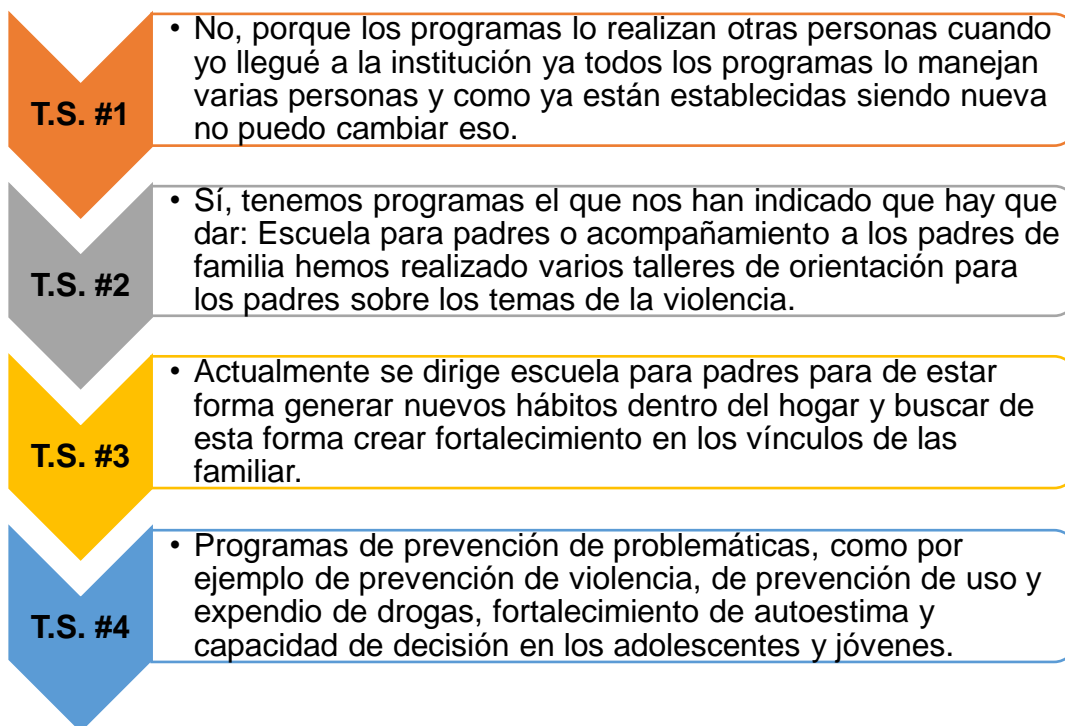 T.S. #1
• No, porque los programas lo realizan otras personas cuando
yo llegué a la institución ya todos los programas lo manejan
varias personas y como ya están establecidas siendo nueva
no puedo cambiar eso.
T.S. #2
• Sí, tenemos programas el que nos han indicado que hay que
dar: Escuela para padres o acompañamiento a los padres de
familia hemos realizado varios talleres de orientación para
los padres sobre los temas de la violencia.
T.S. #3
• Actualmente se dirige escuela para padres para de estar
forma generar nuevos hábitos dentro del hogar y buscar de
esta forma crear fortalecimiento en los vínculos de las
familiar.
T.S. #4
• Programas de prevención de problemáticas, como por
ejemplo de prevención de violencia, de prevención de uso y
expendio de drogas, fortalecimiento de autoestima y
capacidad de decisión en los adolescentes y jóvenes.